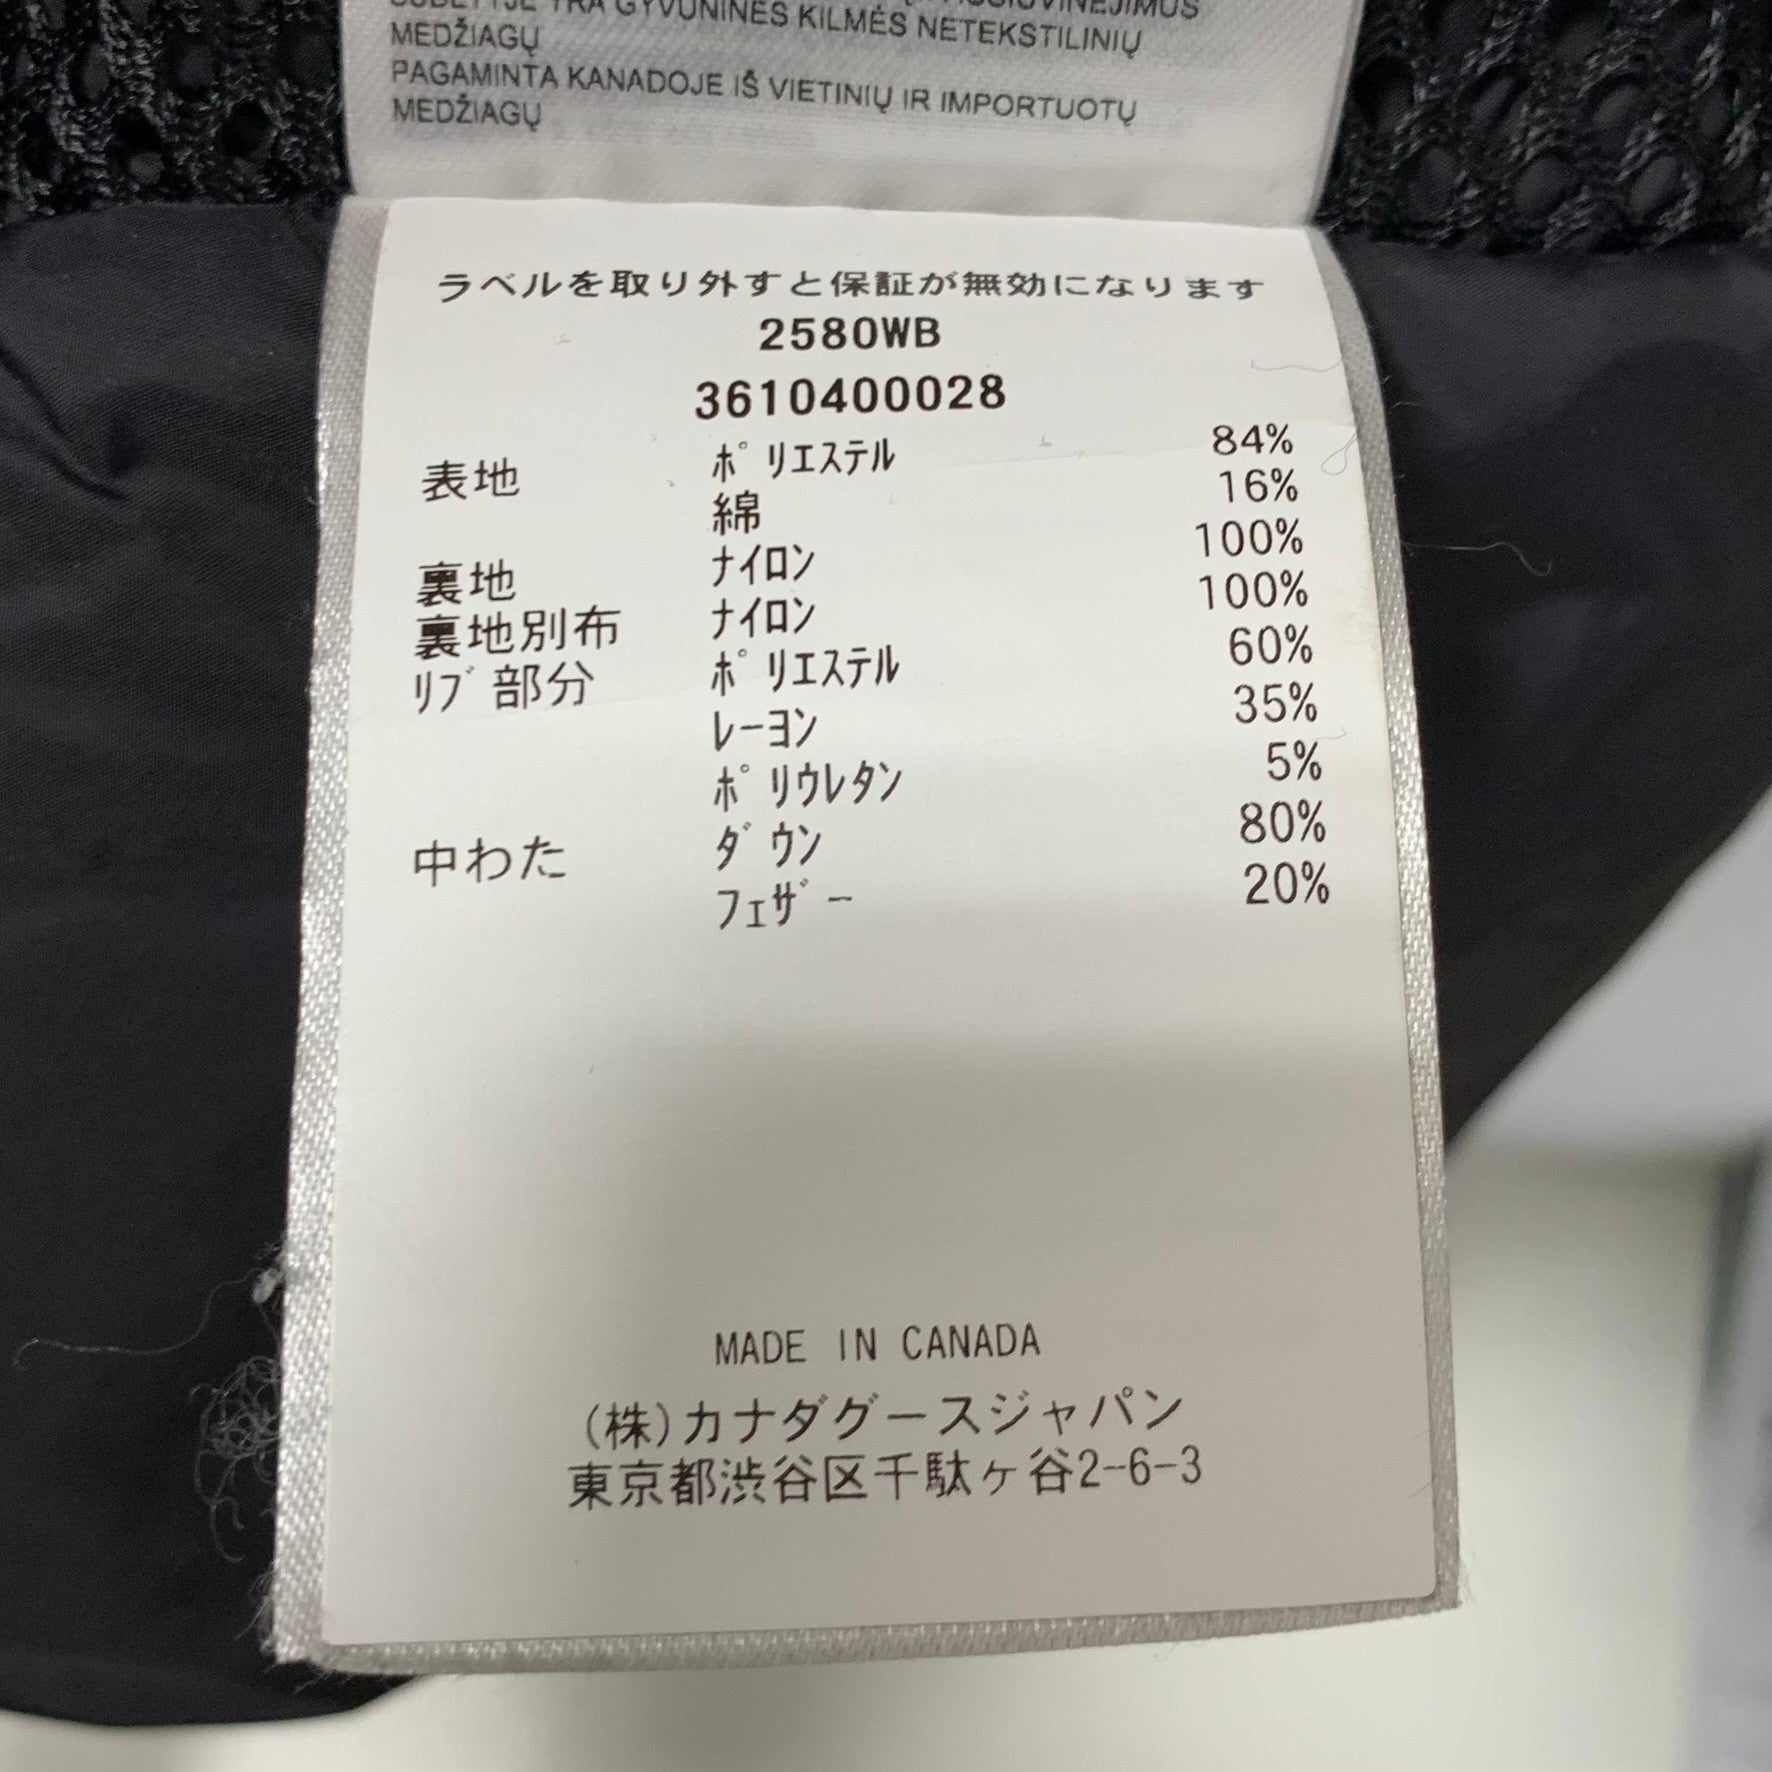 YRA GYVŪNINĖS KILMĖS NETEKSTILINIŲ
MEDŽIAGŲ
PAGAMINTA KANADOJE IŠ VIETINIŲ IR IMPORTUOTŲ
MEDŽIAGŲ
ラベルを取り外すと保証が無効になります
2580WB
3610400028
表地 ﾎﾟﾘｴｽﾃﾙ 84%
綿 16%
裏地 ﾅｲﾛﾝ 100%
裏地別布 ﾅｲﾛﾝ 100%
ﾘﾌﾞ部分 ﾎﾟﾘｴｽﾃﾙ 60%
ﾚｰﾖﾝ 35%
ﾎﾟﾘｳﾚﾀﾝ 5%
中わた ﾀﾞｳﾝ 80%
ﾌｪｻﾞｰ 20%
MADE IN CANADA
(株)カナダグースジャパン
東京都渋谷区千駄ヶ谷2-6-3